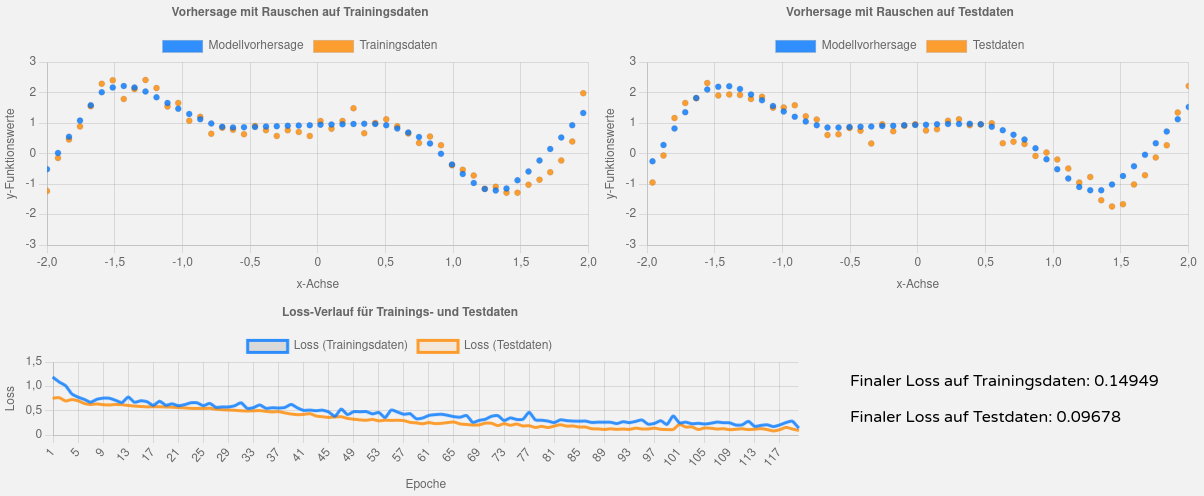 Vorhersage mit Rauschen auf Trainingsdaten
Modellvorhersage Trainingsdaten
3
2
1
0
-1
-2
-3
y-Funktionswerte
-2,0 -1,5 -1,0 -0,5 0 0,5 1,0 1,5 2,0
x-Achse
Vorhersage mit Rauschen auf Testdaten
Modellvorhersage Testdaten
3
2
1
0
-1
-2
-3
y-Funktionswerte
-2,0 -1,5 -1,0 -0,5 0 0,5 1,0 1,5 2,0
x-Achse
Loss-Verlauf für Trainings- und Testdaten
Loss (Trainingsdaten) Loss (Testdaten)
1,5
1,0
0,5
0
Loss
1 5 9 13 17 21 25 29 33 37 41 45 49 53 57 61 65 69 73 77 81 85 89 93 97 101 105 109 113 117
Epoche
Finaler Loss auf Trainingsdaten: 0.14949
Finaler Loss auf Testdaten: 0.09678